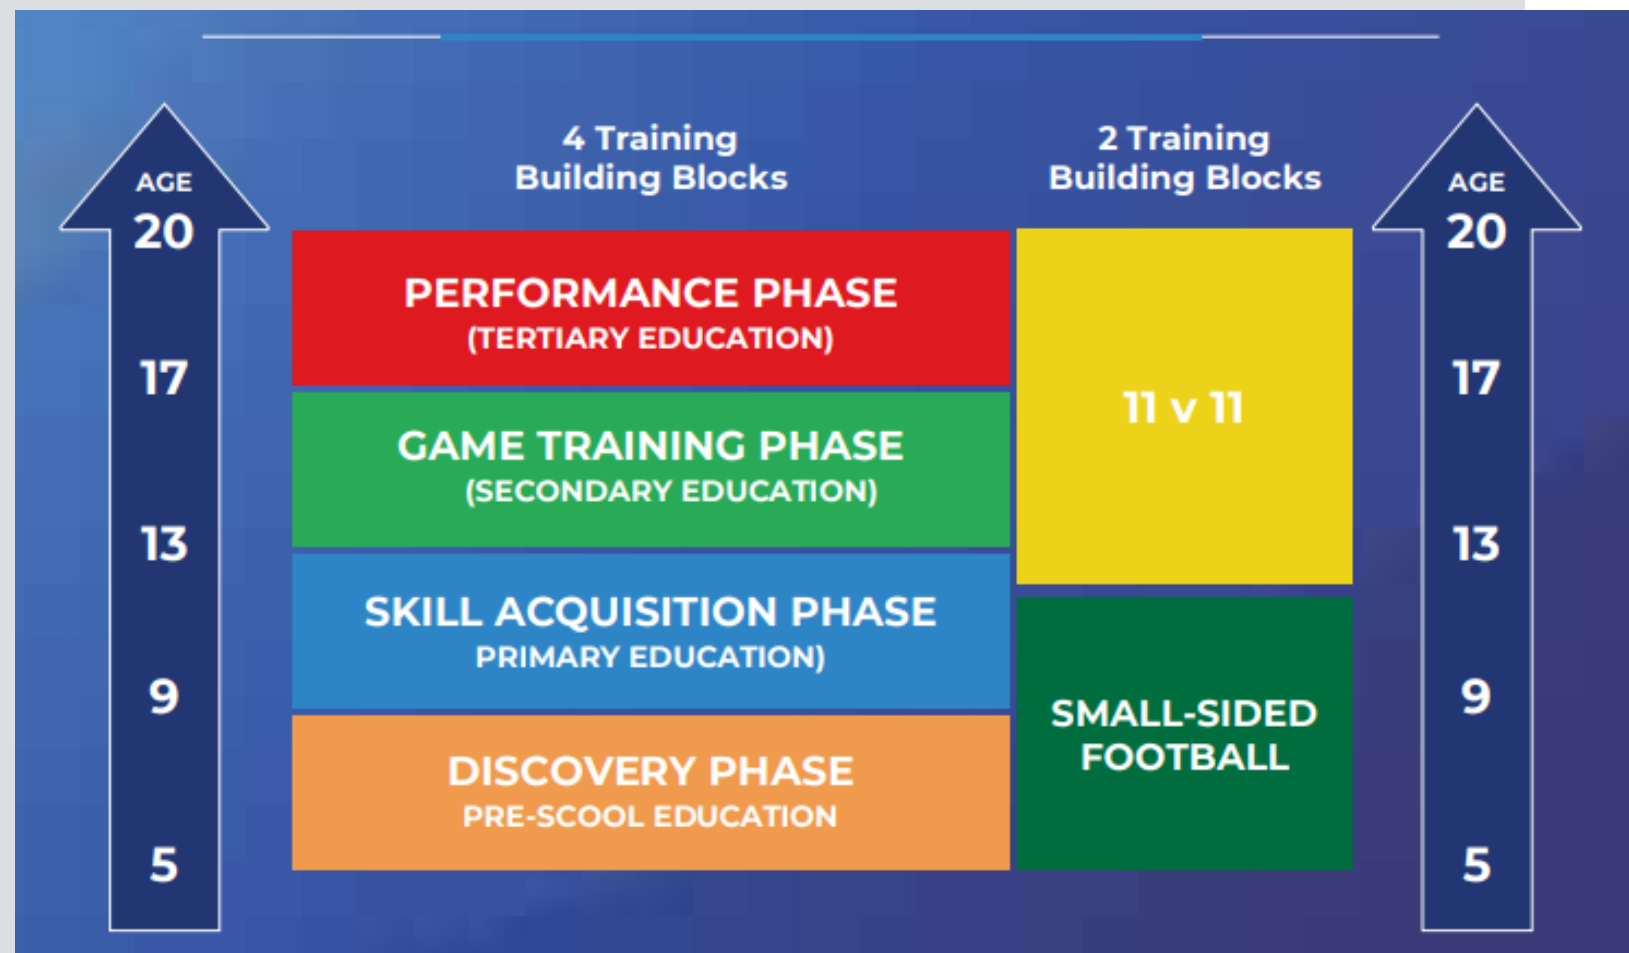 4 Training
Building Blocks
2 Training
Building Blocks
AGE
20
17
13
9
5
PERFORMANCE PHASE
(TERTIARY EDUCATION)
GAME TRAINING PHASE
(SECONDARY EDUCATION)
SKILL ACQUISITION PHASE
PRIMARY EDUCATION)
DISCOVERY PHASE
PRE-SCOOL EDUCATION
11 v 11
SMALL-SIDED
FOOTBALL
AGE
20
17
13
9
5